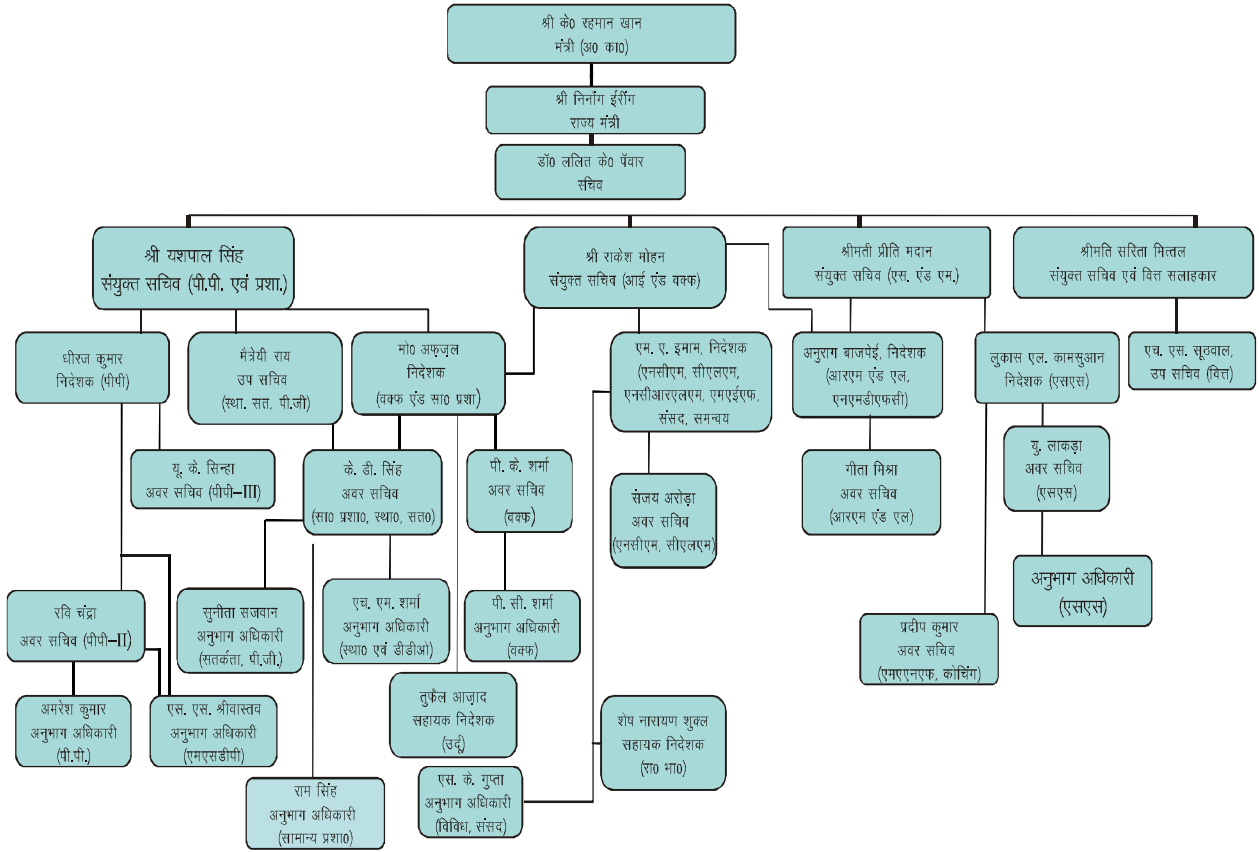 श्री के0 रहमान खान
मंत्री (अ0 का0)
श्री निनांग ईरींग
राज्य मंत्री
डॉ0 ललित के0 पॅवार
सचिव
श्री यशपाल सिंह
संयुक्त सचिव (पी.पी. एवं प्रशा.)
श्री राकेश मोहन
संयुक्त सचिव (आई एंड वक्फ)
श्रीमती प्रीति मदान
संयुक्त सचिव (एस. एंड एम.)
श्रीमति सरिता मित्तल
संयुक्त सचिव एवं वित्त सलाहकार
धीरज कुमार
निदेशक (पीपी)
मैत्रेयी राय
उप सचिव
(स्था. सत, पी.जी)
मो0 अफ़ज़ल
निदेशक
(वक्फ एंड सा0 प्रशा)
एम. ए. इमाम, निदेशक
(एनसीएम, सीएलएम,
एनसीआरएलएम, एमएईएफ,
संसद, समन्वय
अनुराग बाजपेई, निदेशक
(आरएम एंड एल,
एनएमडीएफसी)
लुकास एल. कामसुआन
निदेशक (एसएस)
एच. एस. सूठवाल,
उप सचिव (वित्त)
यू. के. सिन्हा
अवर सचिव (पीपी–III)
के. डी. सिंह
अवर सचिव
(सा0 प्रशा0, स्था0, सत0)
पी. के. शर्मा
अवर सचिव
(वक्फ)
संजय अरोड़ा
अवर सचिव
(एनसीएम, सीएलएम)
गीता मिश्रा
अवर सचिव
(आरएम एंड एल)
यु. लाकड़ा
अवर सचिव
(एसएस)
अनुभाग अधिकारी
(एसएस)
रवि चंद्रा
अवर सचिव (पीपी–II)
सुनीता सजवान
अनुभाग अधिकारी
(सतर्कता, पी.जी.)
एच. एम. शर्मा
अनुभाग अधिकारी
(स्था0 एवं डीडीओ)
पी. सी. शर्मा
अनुभाग अधिकारी
(वक्फ)
प्रदीप कुमार
अवर सचिव
(एमएएनएफ, कोचिंग)
अमरेश कुमार
अनुभाग अधिकारी
(पी.पी.)
एस. एस. श्रीवास्तव
अनुभाग अधिकारी
(एमएसडीपी)
तुफैल आज़ाद
सहायक निदेशक
(उर्दू)
शेष नारायण शुक्ल
सहायक निदेशक
(रा0 भा0)
राम सिंह
अनुभाग अधिकारी
(सामान्य प्रशा0)
एस. के. गुप्ता
अनुभाग अधिकारी
(विविध, संसद)